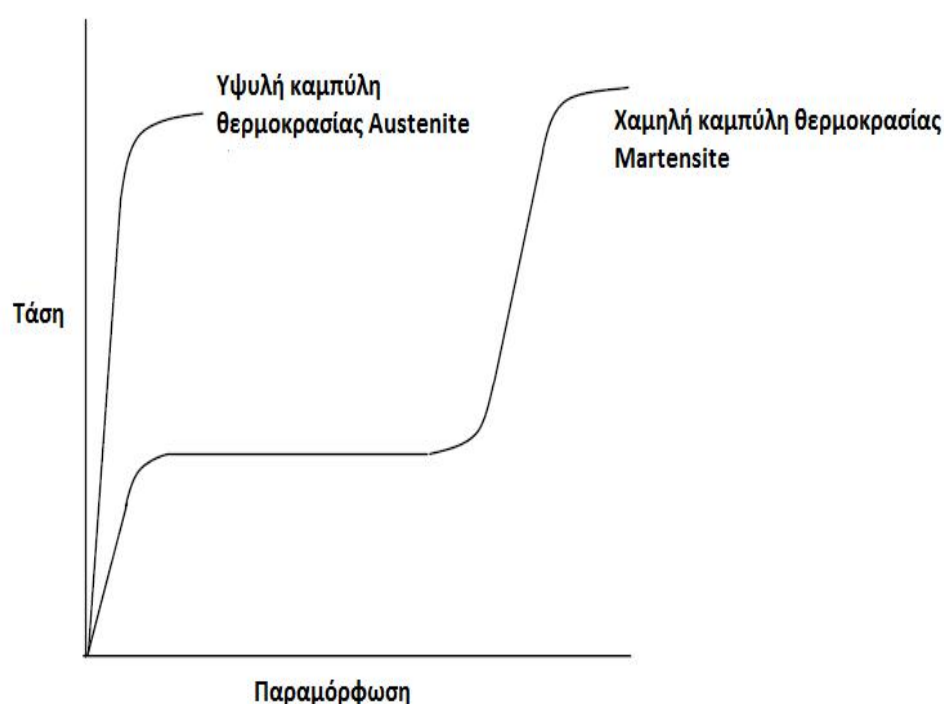 Υψυλή καμπύλη
θερμοκρασίας Austenite
Χαμηλή καμπύλη θερμοκρασίας
Martensite
Τάση
Παραμόρφωση